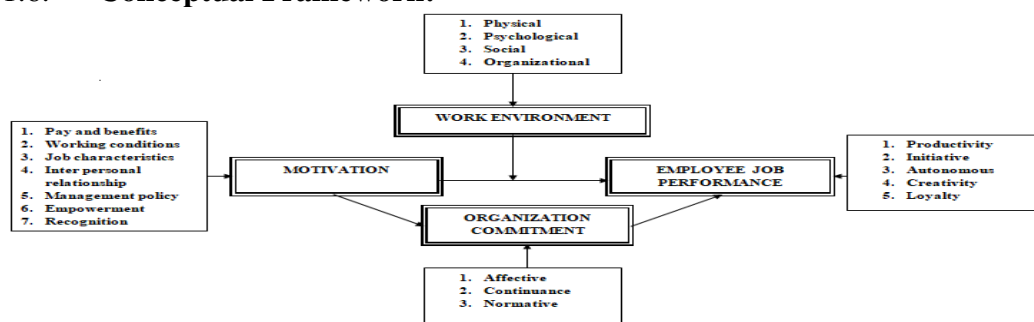 1. Physical
2. Psychological
3. Social
4. Organizational
WORK ENVIRONMENT
1. Pay and benefits
2. Working conditions
3. Job characteristics
4. Inter personal
relationship
5. Management policy
6. Empowerment
7. Recognition
MOTIVATION
EMPLOYEE JOB
PERFORMANCE
1. Productivity
2. Initiative
3. Autonomous
4. Creativity
5. Loyalty
ORGANIZATION
COMMITMENT
1. Affective
2. Continuance
3. Normative